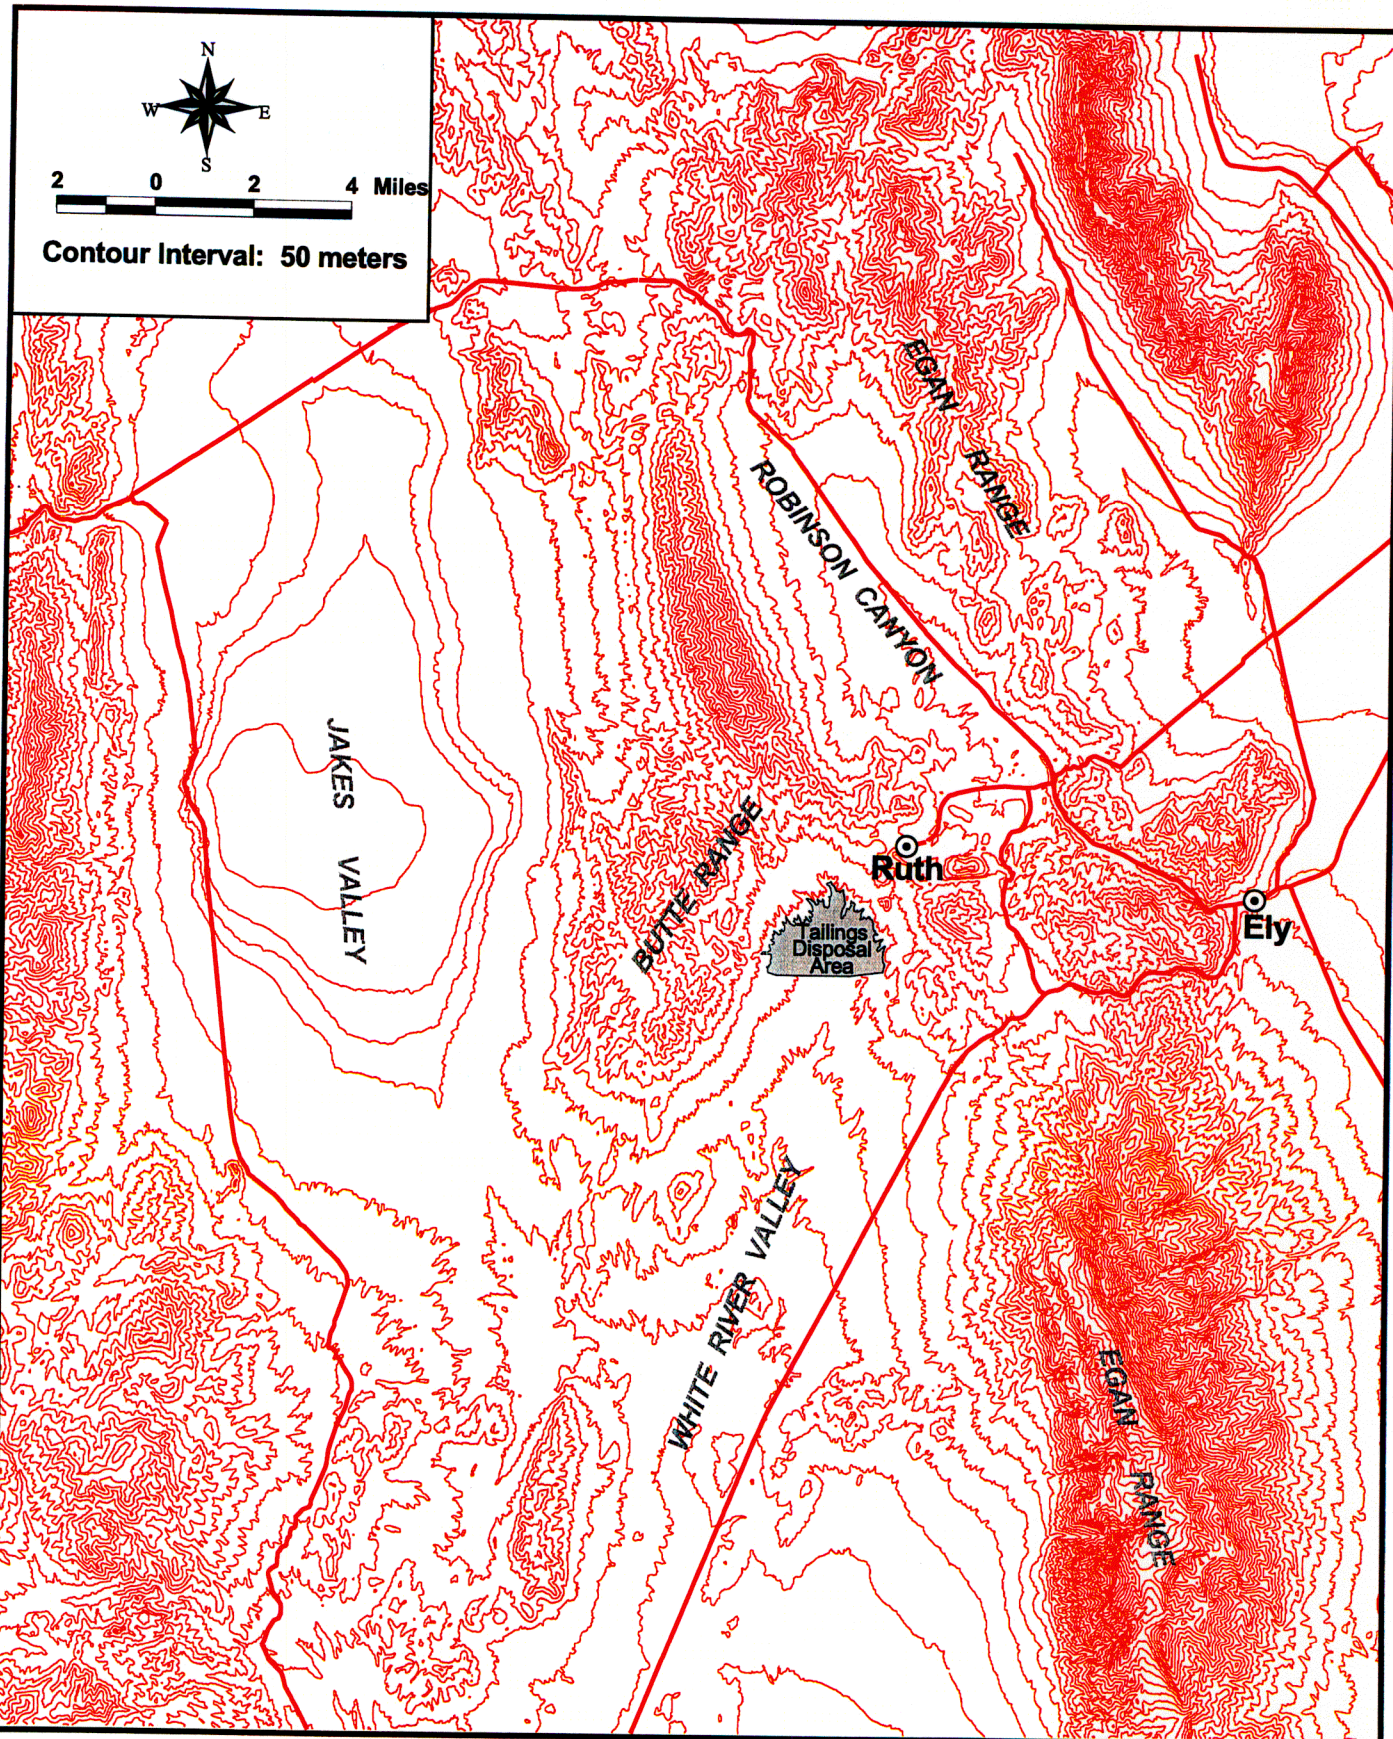 N
W E
S
2 0 2 4 Miles
Contour Interval: 50 meters
EGAN RANGE
ROBINSON CANYON
JAKES VALLEY
BUTTE RANGE
Ruth
Tailings
Disposal
Area
Ely
WHITE RIVER VALLEY
EGAN RANGE